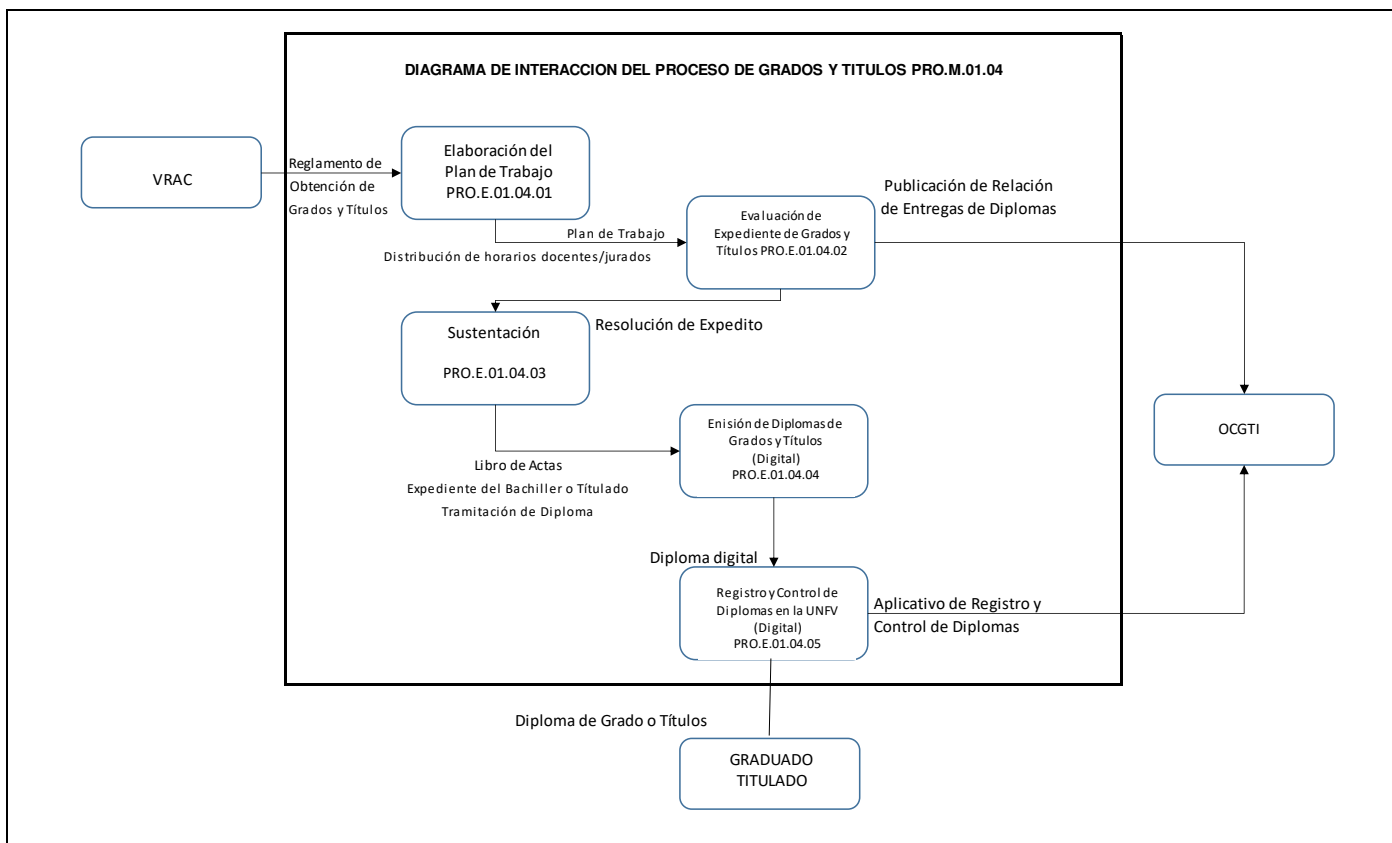 DIAGRAMA DE INTERACCION DEL PROCESO DE GRADOS Y TITULOS PRO.M.01.04
VRAC
Reglamento de
Obtención de
Grados y Títulos
Elaboración del
Plan de Trabajo
PRO.E.01.04.01
Plan de Trabajo
Distribución de horarios docentes/jurados
Evaluación de
Expediente de Grados y
Títulos PRO.E.01.04.02
Publicación de Relación
de Entregas de Diplomas
Resolución de Expedito
Sustentación
PRO.E.01.04.03
Libro de Actas
Expediente del Bachiller o Títulado
Tramitación de Diploma
Enisión de Diplomas de
Grados y Títulos
(Digital)
PRO.E.01.04.04
OCGTI
Diploma digital
Registro y Control de
Diplomas en la UNFV
(Digital)
PRO.E.01.04.05
Aplicativo de Registro y
Control de Diplomas
Diploma de Grado o Títulos
GRADUADO
TITULADO